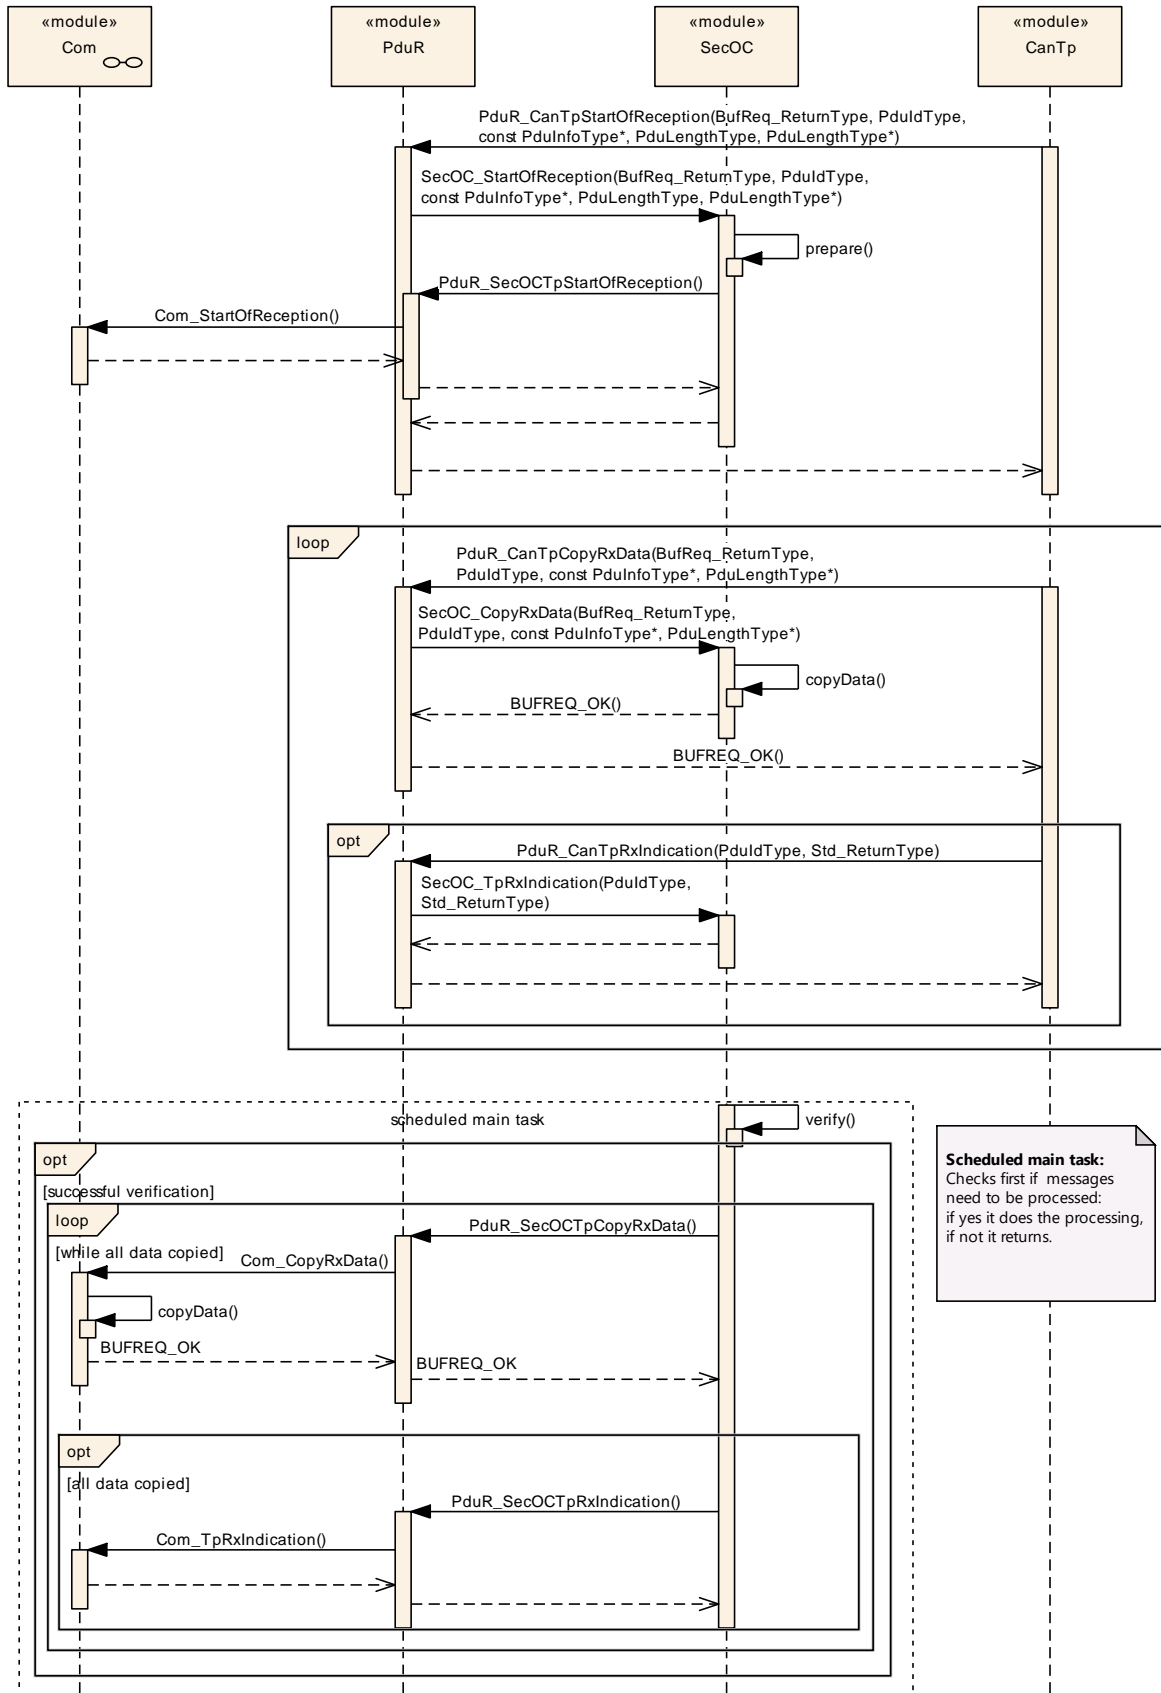 «module»
Com
«module»
PduR
«module»
SecOC
«module»
CanTp
PduR_CanTpStartOfReception(BufReq_ReturnType, PduIdType,
const PduInfoType*, PduLengthType, PduLengthType*)
SecOC_StartOfReception(BufReq_ReturnType, PduIdType,
const PduInfoType*, PduLengthType, PduLengthType*)
prepare()
PduR_SecOCTpStartOfReception()
Com_StartOfReception()
loop
PduR_CanTpCopyRxData(BufReq_ReturnType,
PduIdType, const PduInfoType*, PduLengthType*)
SecOC_CopyRxData(BufReq_ReturnType,
PduIdType, const PduInfoType*, PduLengthType*)
copyData()
BUFREQ_OK()
BUFREQ_OK()
opt
PduR_CanTpRxIndication(PduIdType, Std_ReturnType)
SecOC_TpRxIndication(PduIdType,
Std_ReturnType)
scheduled main task
verify()
opt
[successful verification]
Scheduled main task:
Checks first if messages
need to be processed:
if yes it does the processing,
if not it returns.
loop
PduR_SecOCTpCopyRxData()
[while all data copied]
Com_CopyRxData()
copyData()
BUFREQ_OK
BUFREQ_OK
opt
[all data copied]
PduR_SecOCTpRxIndication()
Com_TpRxIndication()